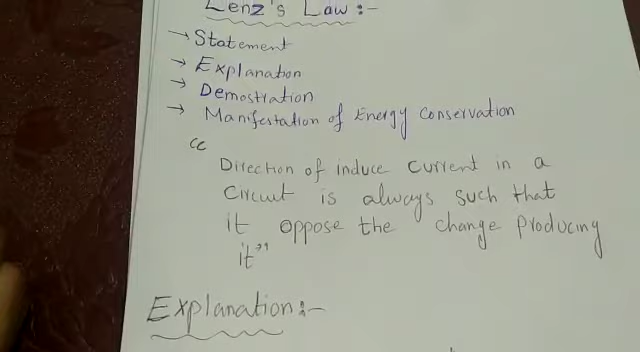 Lenz's Law :-
→ Statement
→ Explanation
→ Demostration
→ Manifestation of Energy Conservation
“
Direction of induce current in a
Circuit is always such that
it oppose the change producing
it”
Explanation :-